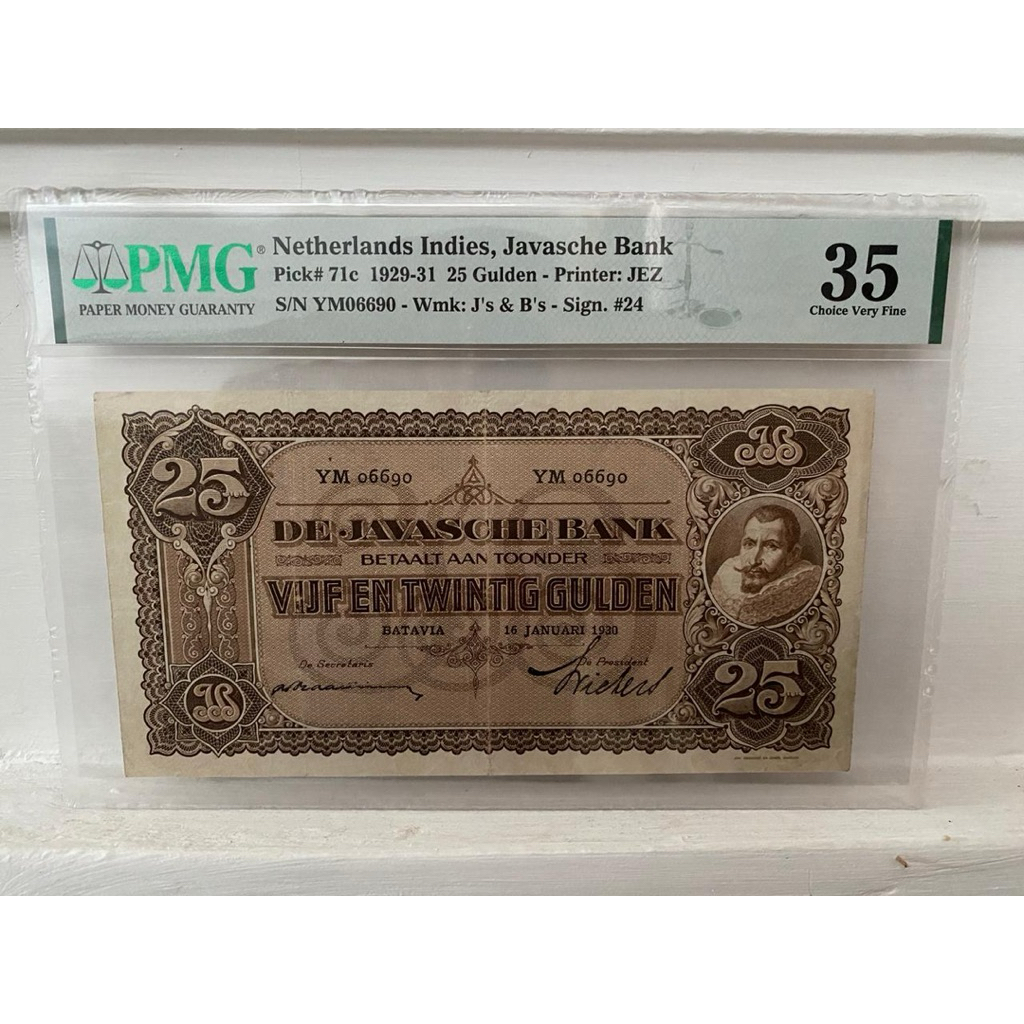 PMG®
PAPER MONEY GUARANTY
Netherlands Indies, Javasche Bank
Pick# 71c 1929-31 25 Gulden - Printer: JEZ
S/N YM06690 - Wmk: J's & B's - Sign. #24
35
Choice Very Fine
25
JB
YM 06690 YM 06690
DE JAVASCHE BANK
BETAALT AAN TOONDER
VIJF EN TWINTIG GULDEN
BATAVIA 16 JANUARI 1930
De Secretaris De President
JB
25